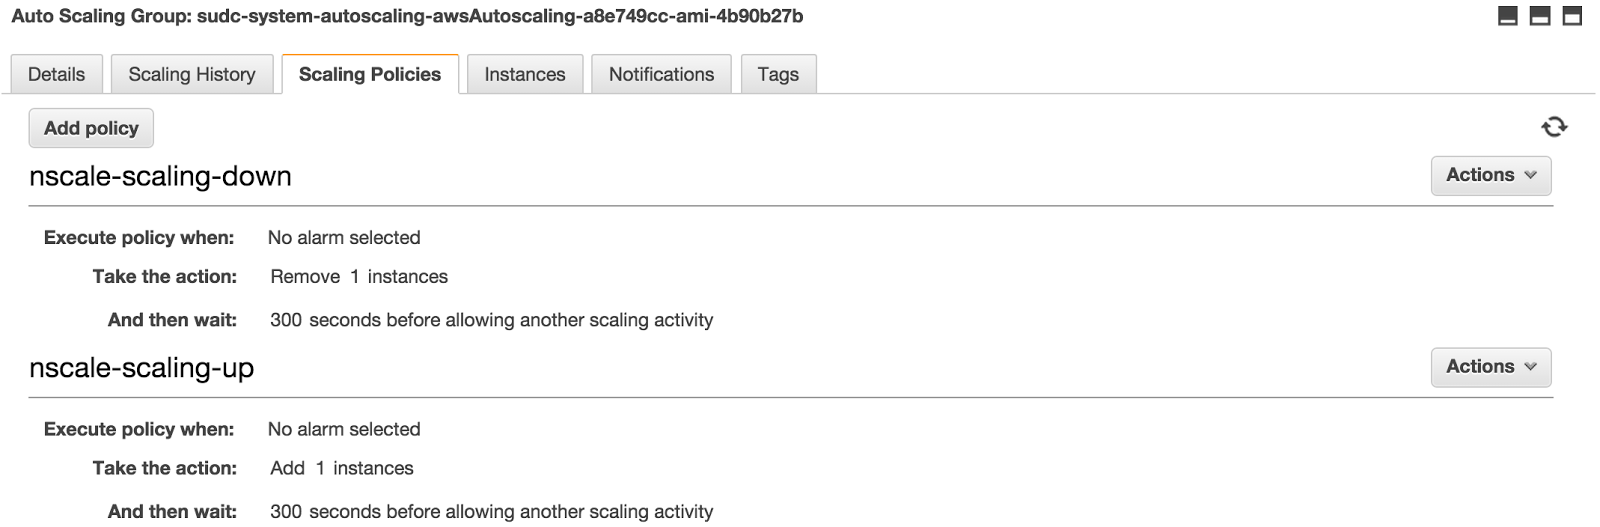 Auto Scaling Group: sudc-system-autoscaling-awsAutoscaling-a8e749cc-ami-4b90b27b
Details Scaling History Scaling Policies Instances Notifications Tags
Add policy
nscale-scaling-down Actions
Execute policy when: No alarm selected
Take the action: Remove 1 instances
And then wait: 300 seconds before allowing another scaling activity
nscale-scaling-up Actions
Execute policy when: No alarm selected
Take the action: Add 1 instances
And then wait: 300 seconds before allowing another scaling activity